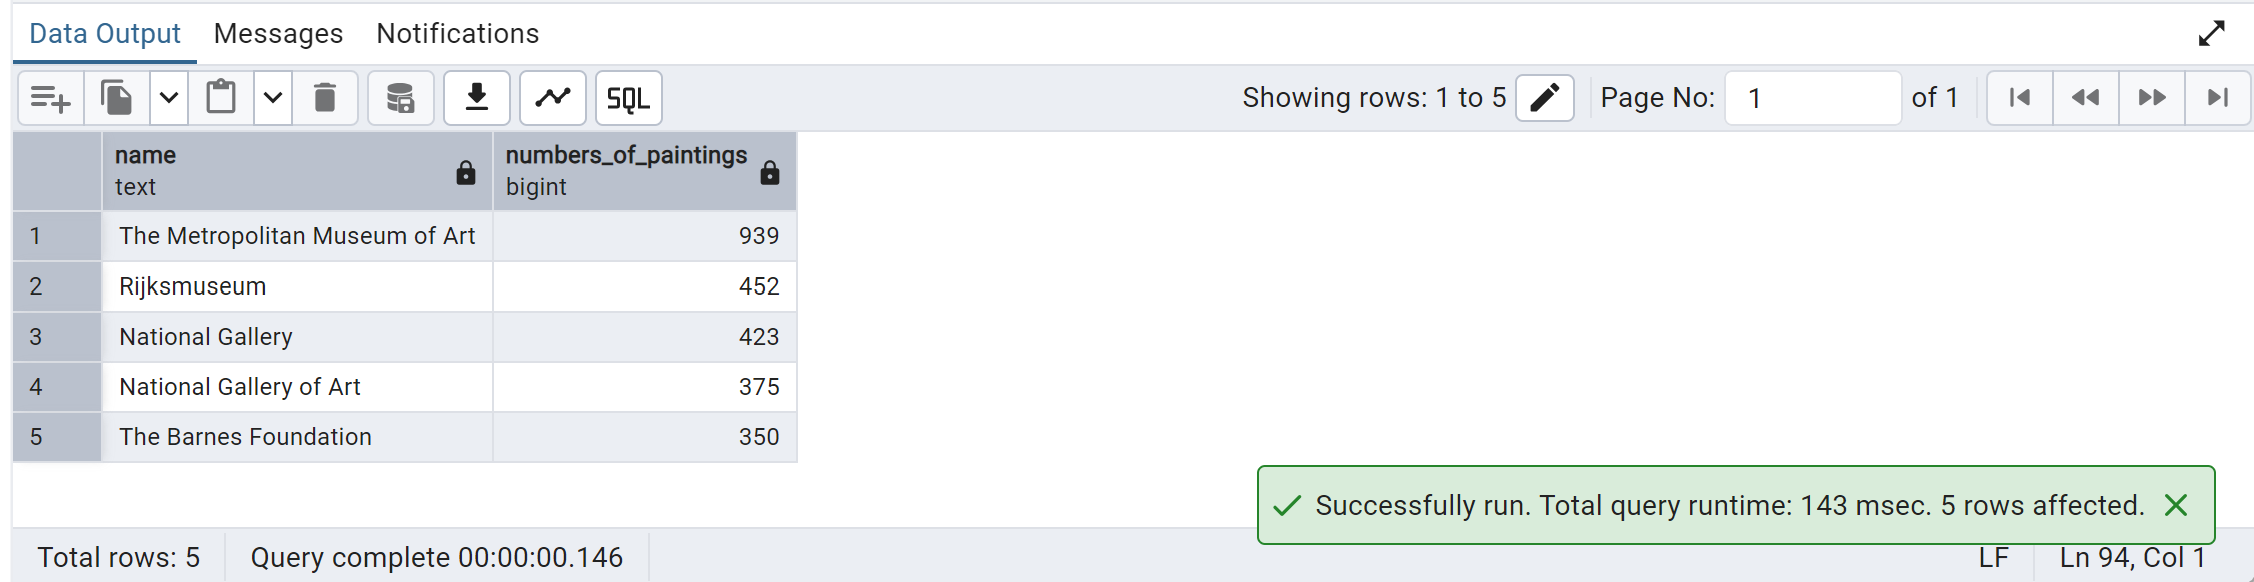 Data Output Messages Notifications
SQL Showing rows: 1 to 5 Page No: 1 of 1
name numbers_of_paintings
text bigint
1 The Metropolitan Museum of Art 939
2 Rijksmuseum 452
3 National Gallery 423
4 National Gallery of Art 375
5 The Barnes Foundation 350
Successfully run. Total query runtime: 143 msec. 5 rows affected.
Total rows: 5 Query complete 00:00:00.146 LF Ln 94, Col 1